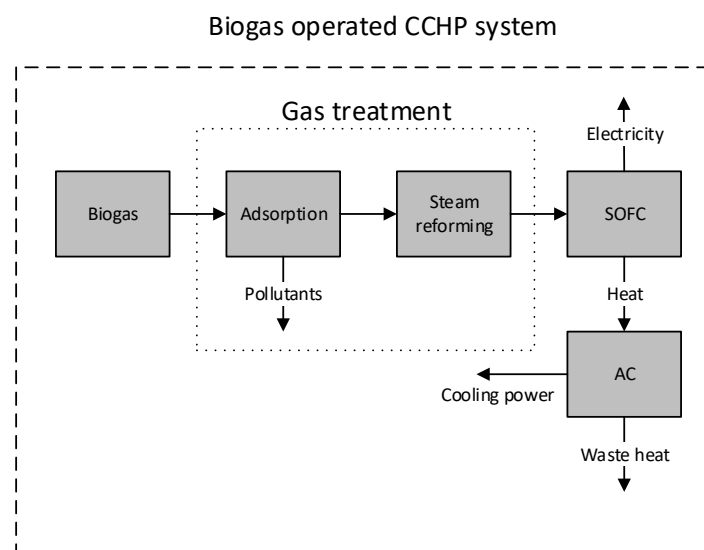 Biogas operated CCHP system
Gas treatment
Electricity
Biogas
Adsorption
Steam
reforming
SOFC
Pollutants
Heat
AC
Cooling power
Waste heat